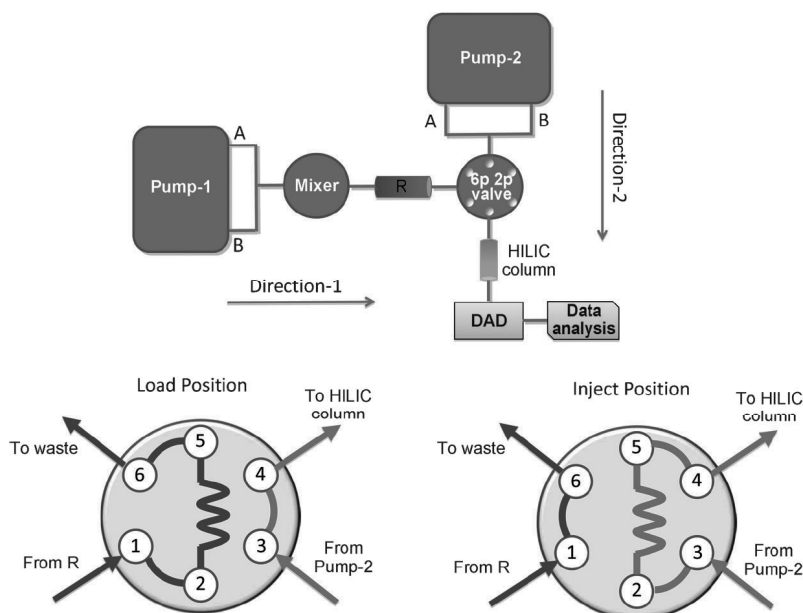 Pump-2
A
B
Direction-2
A
Pump-1
Mixer
R
6p 2p
valve
B
HILIC
column
Direction-1
DAD
Data
analysis
Load Position
To HILIC
column
To waste
5
6
4
1
3
2
From R
From
Pump-2
Inject Position
To HILIC
column
To waste
5
6
4
1
3
2
From R
From
Pump-2